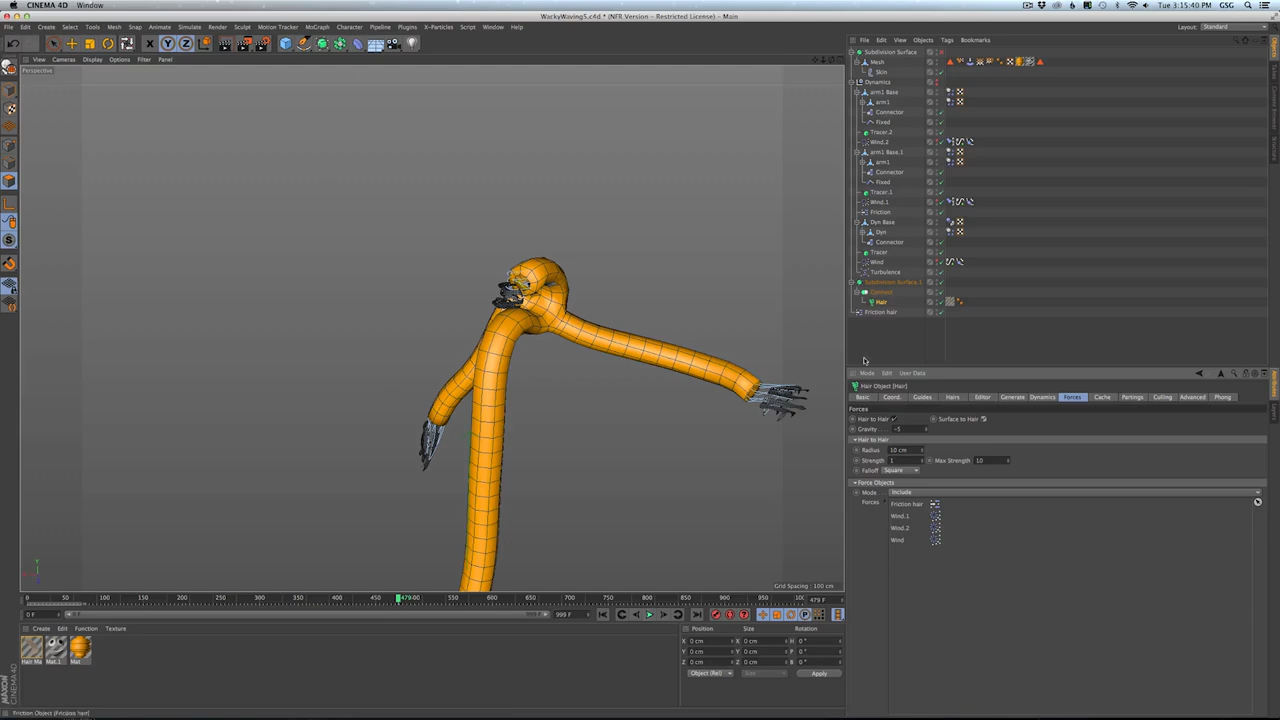 CINEMA 4D Window
Tue 3:15:40 PM GSG
WackyWaving5.c4d * (NFR Version - Restricted License) - Main
File Edit Create Select Tools Mesh Snap Animate Simulate Render Sculpt Motion Tracker MoGraph Character Pipeline Plugins X-Particles Script Window Help
Layout: Standard
X Y Z
File Edit View Objects Tags Bookmarks
View Cameras Display Options Filter Panel
Perspective
Subdivision Surface
Mesh
Skin
Dynamics
arm1 Base
arm1
Connector
Fixed
Tracer.2
Wind.2
arm1 Base.1
arm1
Connector
Fixed
Tracer.1
Wind.1
Friction
Dyn Base
Dyn
Connector
Tracer
Wind
Turbulence
Subdivision Surface.1
Connect
Hair
Friction hair
Mode Edit User Data
Hair Object [Hair]
Basic Coord. Guides Hairs Editor Generate Dynamics Forces Cache Pertings Culling Advanced Phong
Forces
Hair to Hair Surface to Hair
Gravity -5
Hair to Hair
Radius 10 cm
Strength 1 Max Strength 10
Falloff Square
Force Objects
Mode Include
Forces Friction hair
Wind.1
Wind.2
Wind
Grid Spacing : 100 cm
0 50 100 150 200 250 300 350 479:00 450 500 550 600 650 700 750 800 850 900 950 479 F
0 F 999 F
Create Edit Function Texture
Hair Ma Mat.1 Mat
Position Size Rotation
X 0 cm X 0 cm H 0 °
Y 0 cm Y 0 cm P 0 °
Z 0 cm Z 0 cm B 0 °
Object (Rel) Size Apply
MAXON CINEMA 4D
Friction Object [Friction hair]